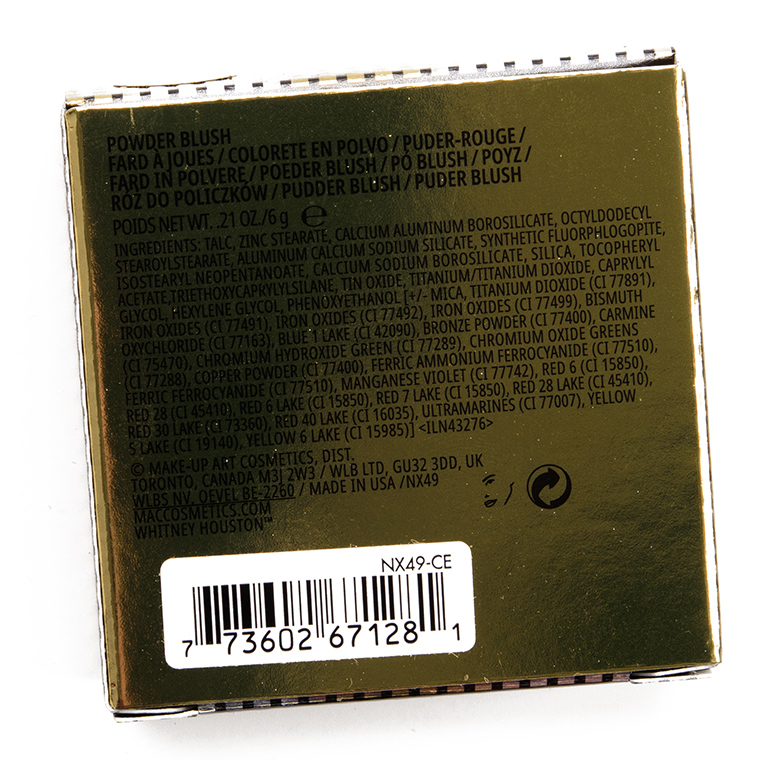 POWDER BLUSH
FARD À JOUES / COLORETE EN POLVO / PUDER-ROUGE /
FARD IN POLVERE / POEDER BLUSH / PÓ BLUSH / POYZ /
RÓŻ DO POLICZKÓW / PUDDER BLUSH / PUDER BLUSH
POIDS NET WT. .21 OZ./6 g ℮
INGREDIENTS: TALC, ZINC STEARATE, CALCIUM ALUMINUM BOROSILICATE, OCTYLDODECYL
STEAROYLSTEARATE, ALUMINUM CALCIUM SODIUM SILICATE, SYNTHETIC FLUORPHLOGOPITE,
ISOSTEARYL NEOPENTANOATE, CALCIUM SODIUM BOROSILICATE, SILICA, TOCOPHERYL
ACETATE,TRIETHOXYCAPRYLYLSILANE, TIN OXIDE, TITANIUM/TITANIUM DIOXIDE, CAPRYLYL
GLYCOL, HEXYLENE GLYCOL, PHENOXYETHANOL [+/- MICA, TITANIUM DIOXIDE (CI 77891),
IRON OXIDES (CI 77491), IRON OXIDES (CI 77492), IRON OXIDES (CI 77499), BISMUTH
OXYCHLORIDE (CI 77163), BLUE 1 LAKE (CI 42090), BRONZE POWDER (CI 77400), CARMINE
(CI 75470), CHROMIUM HYDROXIDE GREEN (CI 77289), CHROMIUM OXIDE GREENS
(CI 77288), COPPER POWDER (CI 77400), FERRIC AMMONIUM FERROCYANIDE (CI 77510),
FERRIC FERROCYANIDE (CI 77510), MANGANESE VIOLET (CI 77742), RED 6 (CI 15850),
RED 28 (CI 45410), RED 6 LAKE (CI 15850), RED 7 LAKE (CI 15850), RED 28 LAKE (CI 45410),
RED 30 LAKE (CI 73360), RED 40 LAKE (CI 16035), ULTRAMARINES (CI 77007), YELLOW
5 LAKE (CI 19140), YELLOW 6 LAKE (CI 15985)] <ILN43276>
© MAKE-UP ART COSMETICS, DIST.
TORONTO, CANADA M3J 2W3 / WLB LTD, GU32 3DD, UK
WLBS NV. OEVEL BE-2260 / MADE IN USA /NX49
MACCOSMETICS.COM
WHITNEY HOUSTON™
NX49-CE
7 73602 67128 1